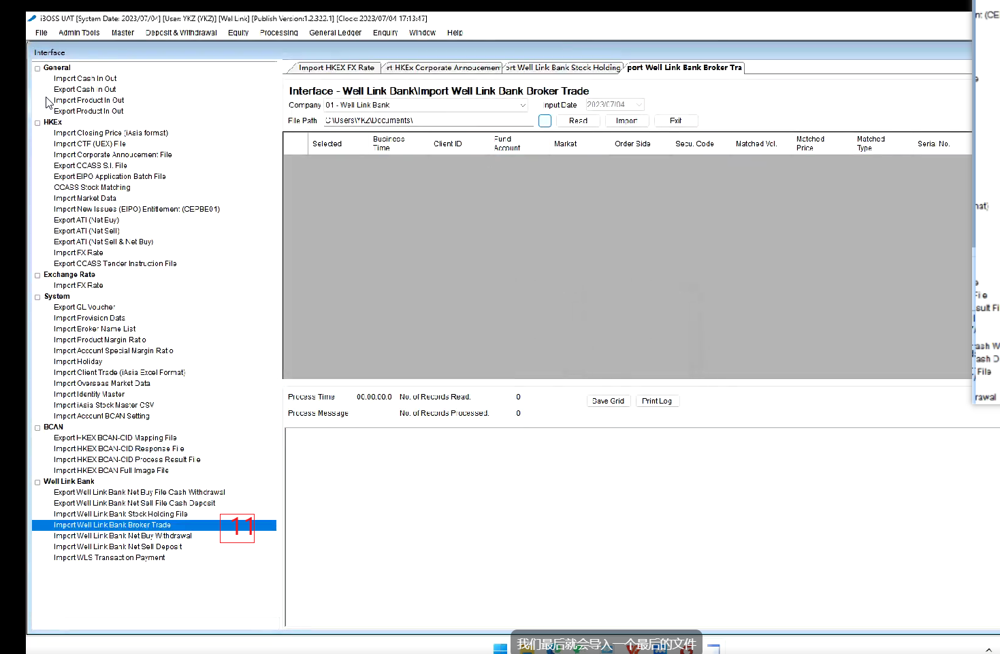 iBOSS UAT [System Date: 2023/07/04] [User: YKZ (YKZ)] [WellLink] [Publish Version:1.2.322.1] [Clock: 2023/07/04 17:13:47]
File Admin Tools Master Deposit & Withdrawal Equity Processing General Ledger Enquiry Window Help
Interface
General
Import Cash In Out
Export Cash in Out
Import Product In Out
Export Product In Out
HKEx
Import Closing Price (iAsia format)
Import CTF (UEX) File
Import Corporate Annoucement File
Export CCASS S.I. File
Export EIPO Application Batch File
CCASS Stock Matching
Import Market Data
Import New Issues (EIPO) Entitlement (CEPBE01)
Export ATI (Net Buy)
Export ATI (Net Sell)
Export ATI (Net Sell & Net Buy)
Import FX Rate
Export CCASS Tender Instruction File
Exchange Rate
Import FX Rate
System
Export GL Voucher
Import Provision Data
Import Broker Name List
Import Product Margin Ratio
Import Account Special Margin Ratio
Import Holiday
Import Client Trade (iAsia Excel Format)
Import Overseas Market Data
Import Identity Master
Import iAsia Stock Master CSV
Import Account BCAN Setting
BCAN
Export HKEX BCAN-CID Mapping File
Import HKEX BCAN-CID Response File
Import HKEX BCAN-CID Process Result File
Import HKEX BCAN Full Image File
Well Link Bank
Export Well Link Bank Net Buy File Cash Withdrawal
Export Well Link Bank Net Sell File Cash Deposit
Import Well Link Bank Stock Holding File
Import Well Link Bank Broker Trade
11
Import Well Link Bank Net Buy Withdrawal
Import Well Link Bank Net Sell Deposit
Import WLS Transaction Payment
Import HKEX FX Rate rt HKEx Corporate Annoucemen ort Well Link Bank Stock Holding port Well Link Bank Broker Tra
Interface - Well Link Bank\Import Well Link Bank Broker Trade
Company 01 - Well Link Bank Input Date 2023/07/04
File Path C:\Users\YKZ\Documents\ Read Import Exit
Selected Business Time Client ID Fund Account Market Order Side Secu. Code Matched Vol. Matched Price Matched Type Serial No.
Process Time 00:00:00.0 No. of Records Read: 0 Save Grid Print Log
Process Message No. of Records Processed: 0
nt (CE
nat)
File
sult Fi
ash W
ash D
File
rawal
我们最后就会导入一个最后的文件